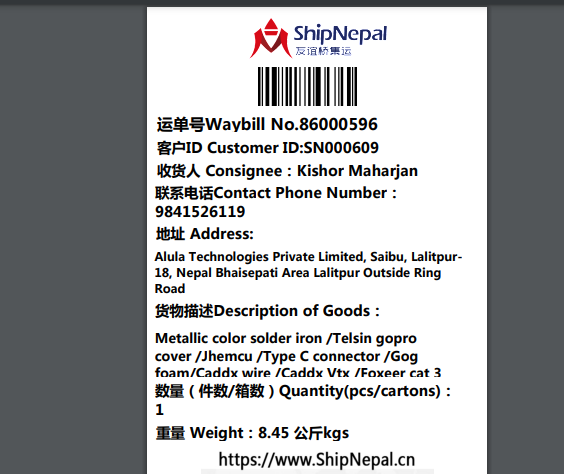 ShipNepal
友谊桥集运
运单号Waybill No.86000596
客户ID Customer ID:SN000609
收货人 Consignee：Kishor Maharjan
联系电话Contact Phone Number：
9841526119
地址 Address:
Alula Technologies Private Limited, Saibu, Lalitpur-
18, Nepal Bhaisepati Area Lalitpur Outside Ring
Road
货物描述Description of Goods：
Metallic color solder iron /Telsin gopro
cover /Jhemcu /Type C connector /Gog
foam/Caddx wire /Caddx Vtx /Foxeer cat 3
数量（件数/箱数）Quantity(pcs/cartons)：
1
重量 Weight：8.45 公斤kgs
https://www.ShipNepal.cn